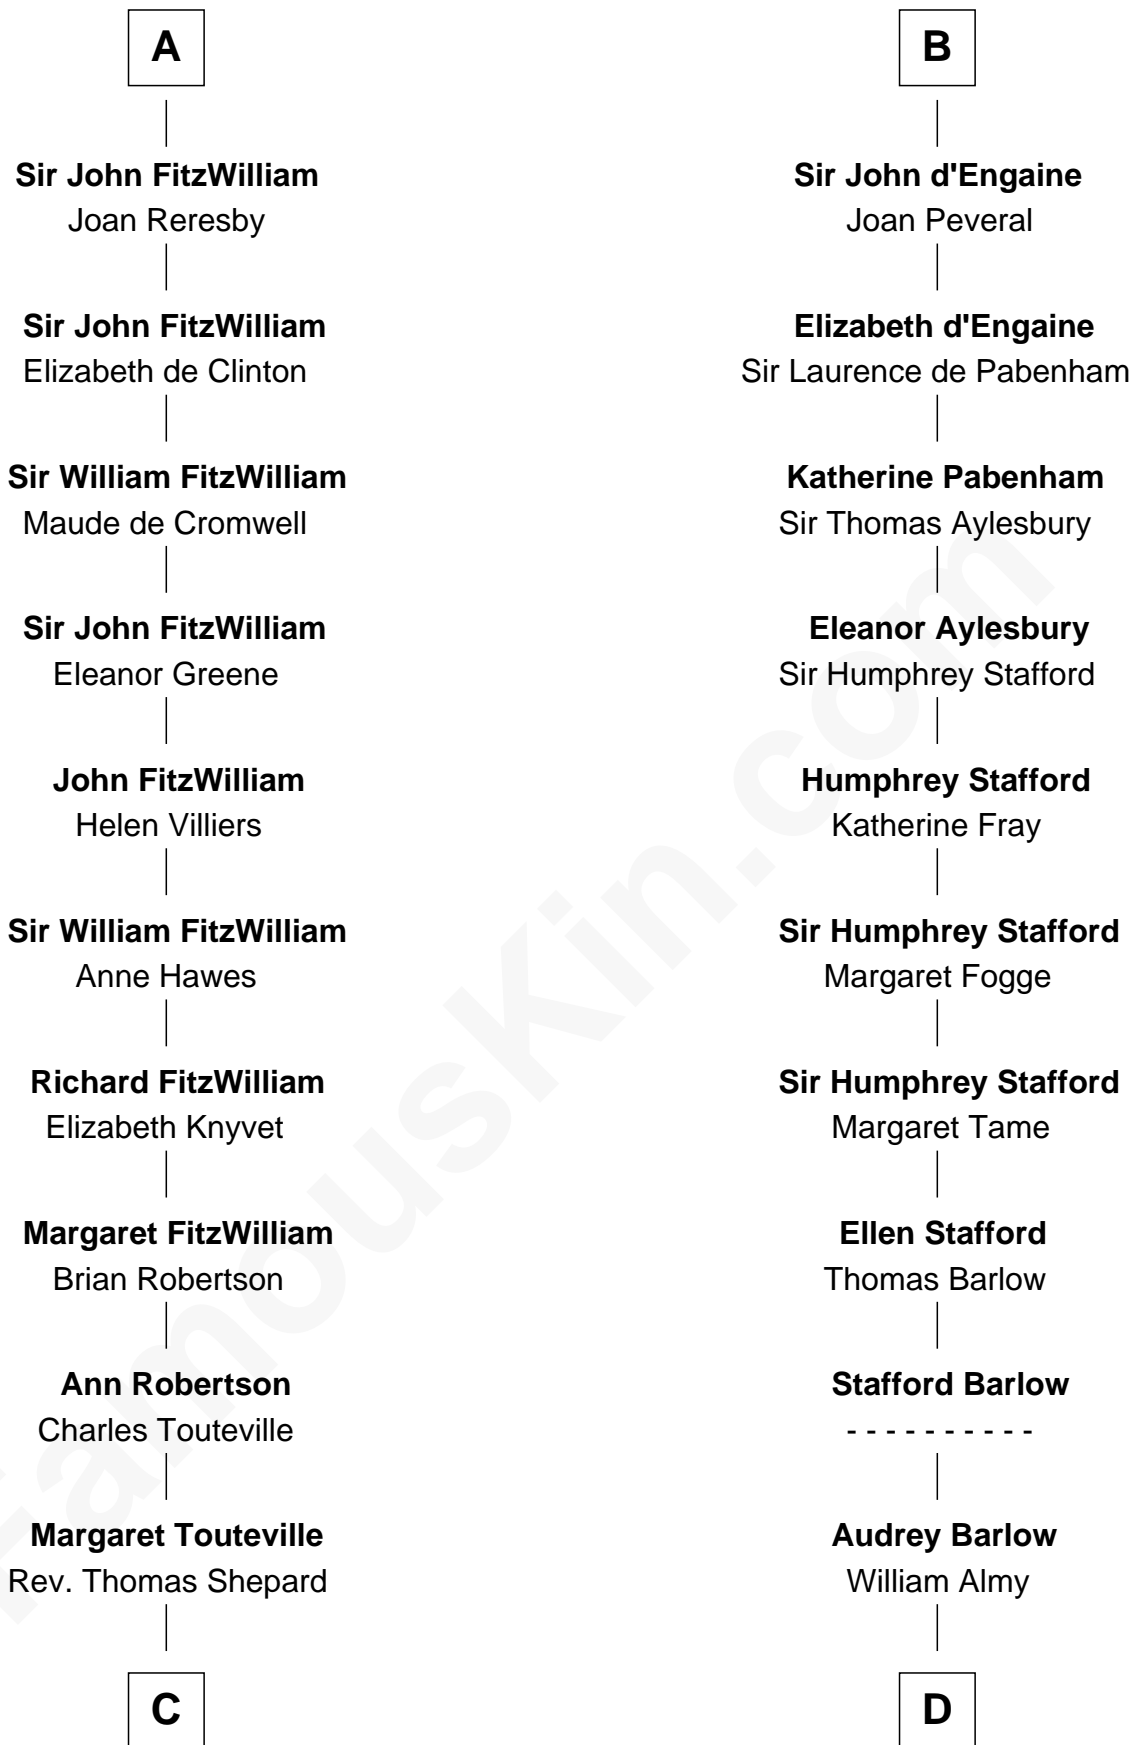 A
Sir John FitzWilliam
Joan Reresby
Sir John FitzWilliam
Elizabeth de Clinton
Sir William FitzWilliam
Maude de Cromwell
Sir John FitzWilliam
Eleanor Greene
John FitzWilliam
Helen Villiers
Sir William FitzWilliam
Anne Hawes
Richard FitzWilliam
Elizabeth Knyvet
Margaret FitzWilliam
Brian Robertson
Ann Robertson
Charles Touteville
Margaret Touteville
Rev. Thomas Shepard
C
B
Sir John d'Engaine
Joan Peveral
Elizabeth d'Engaine
Sir Laurence de Pabenham
Katherine Pabenham
Sir Thomas Aylesbury
Eleanor Aylesbury
Sir Humphrey Stafford
Humphrey Stafford
Katherine Fray
Sir Humphrey Stafford
Margaret Fogge
Sir Humphrey Stafford
Margaret Tame
Ellen Stafford
Thomas Barlow
Stafford Barlow
- - - - - - - - - -
Audrey Barlow
William Almy
D
FamousKin.com